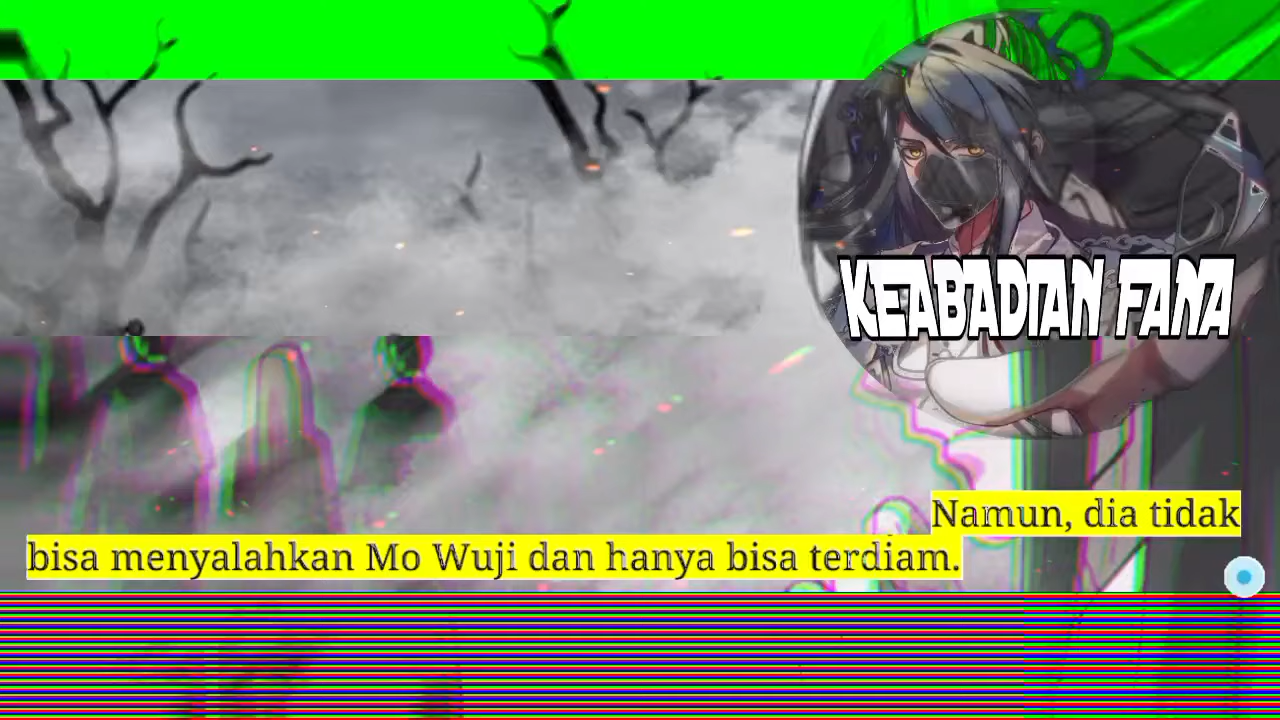 KEABADIAN FANA
Namun, dia tidak
bisa menyalahkan Mo Wuji dan hanya bisa terdiam.